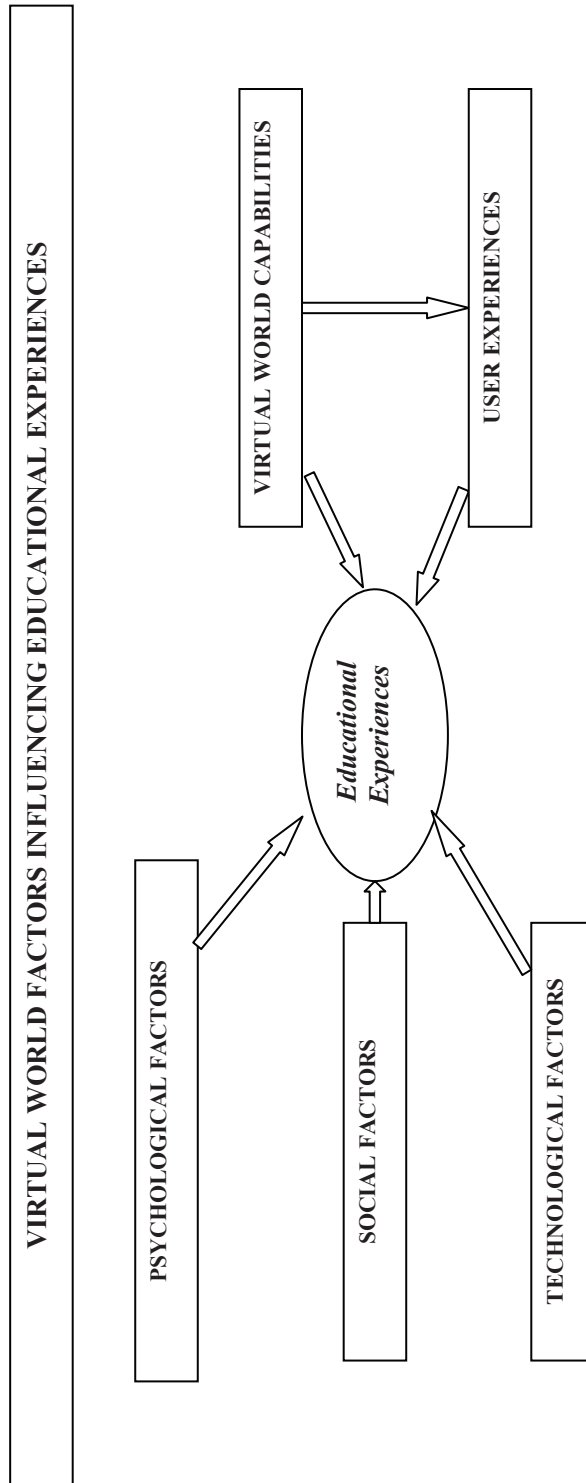 VIRTUAL WORLD FACTORS INFLUENCING EDUCATIONAL EXPERIENCES
PSYCHOLOGICAL FACTORS
SOCIAL FACTORS
TECHNOLOGICAL FACTORS
Educational
Experiences
VIRTUAL WORLD CAPABILITIES
USER EXPERIENCES